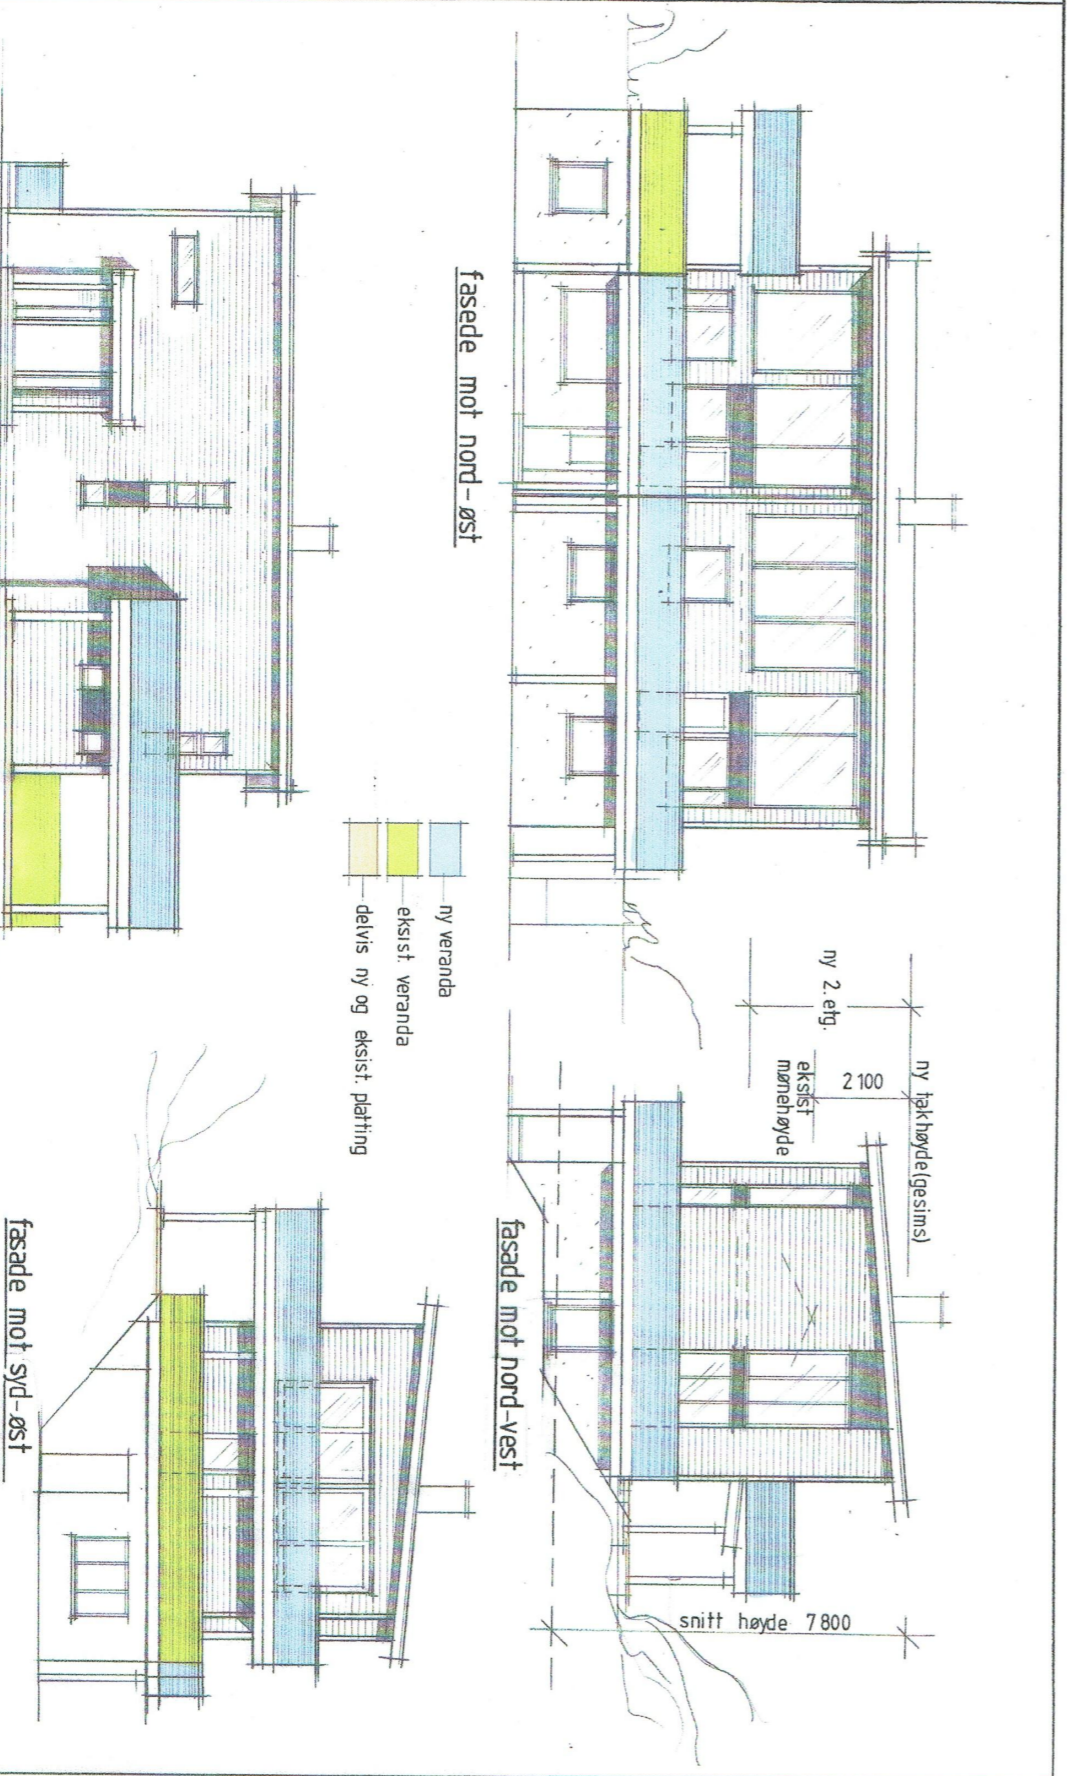 fasede mot nord-øst
ny 2. etg.
ny takhøyde (gesims)
2 100
eksist
mønehøyde
fasade mot nord-vest
snitt høyde 7 800
ny veranda
eksist. veranda
delvis ny og eksist. platting
fasade mot syd-øst